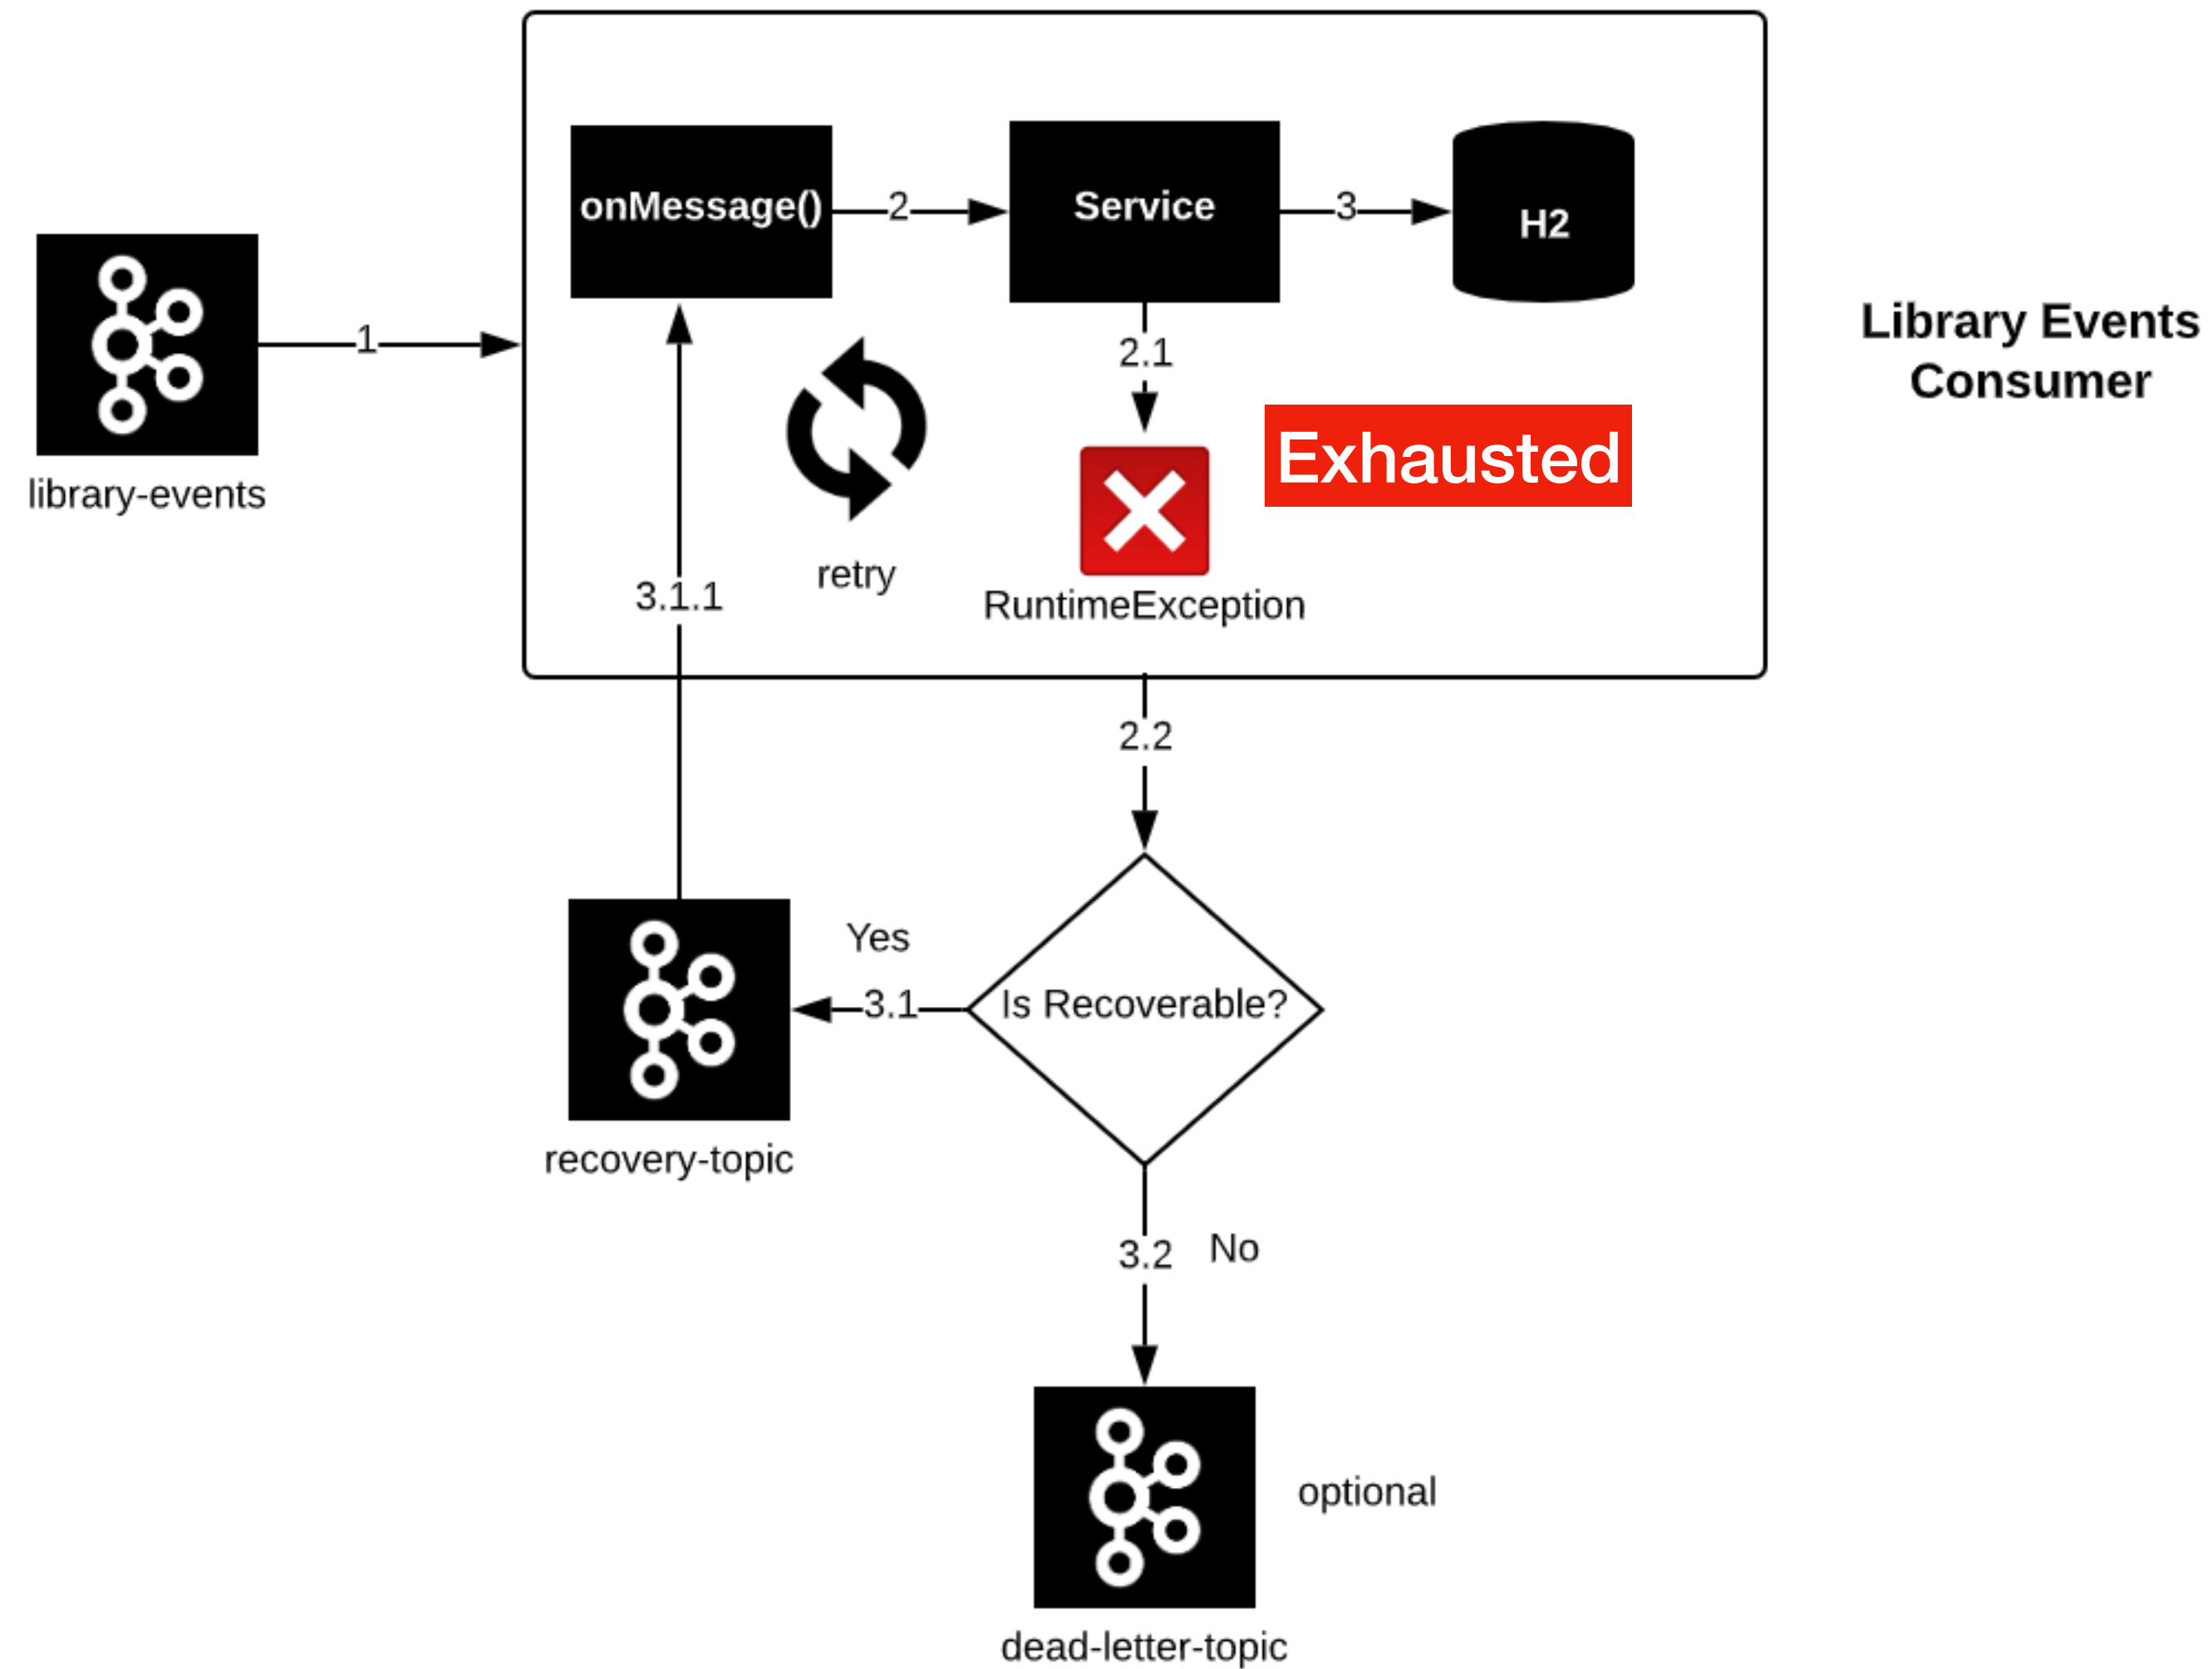 onMessage()
2
Service
3
H2
1
library-events
2.1
Library Events
Consumer
Exhausted
retry
3.1.1
RuntimeException
2.2
Yes
3.1
Is Recoverable?
recovery-topic
3.2
No
optional
dead-letter-topic